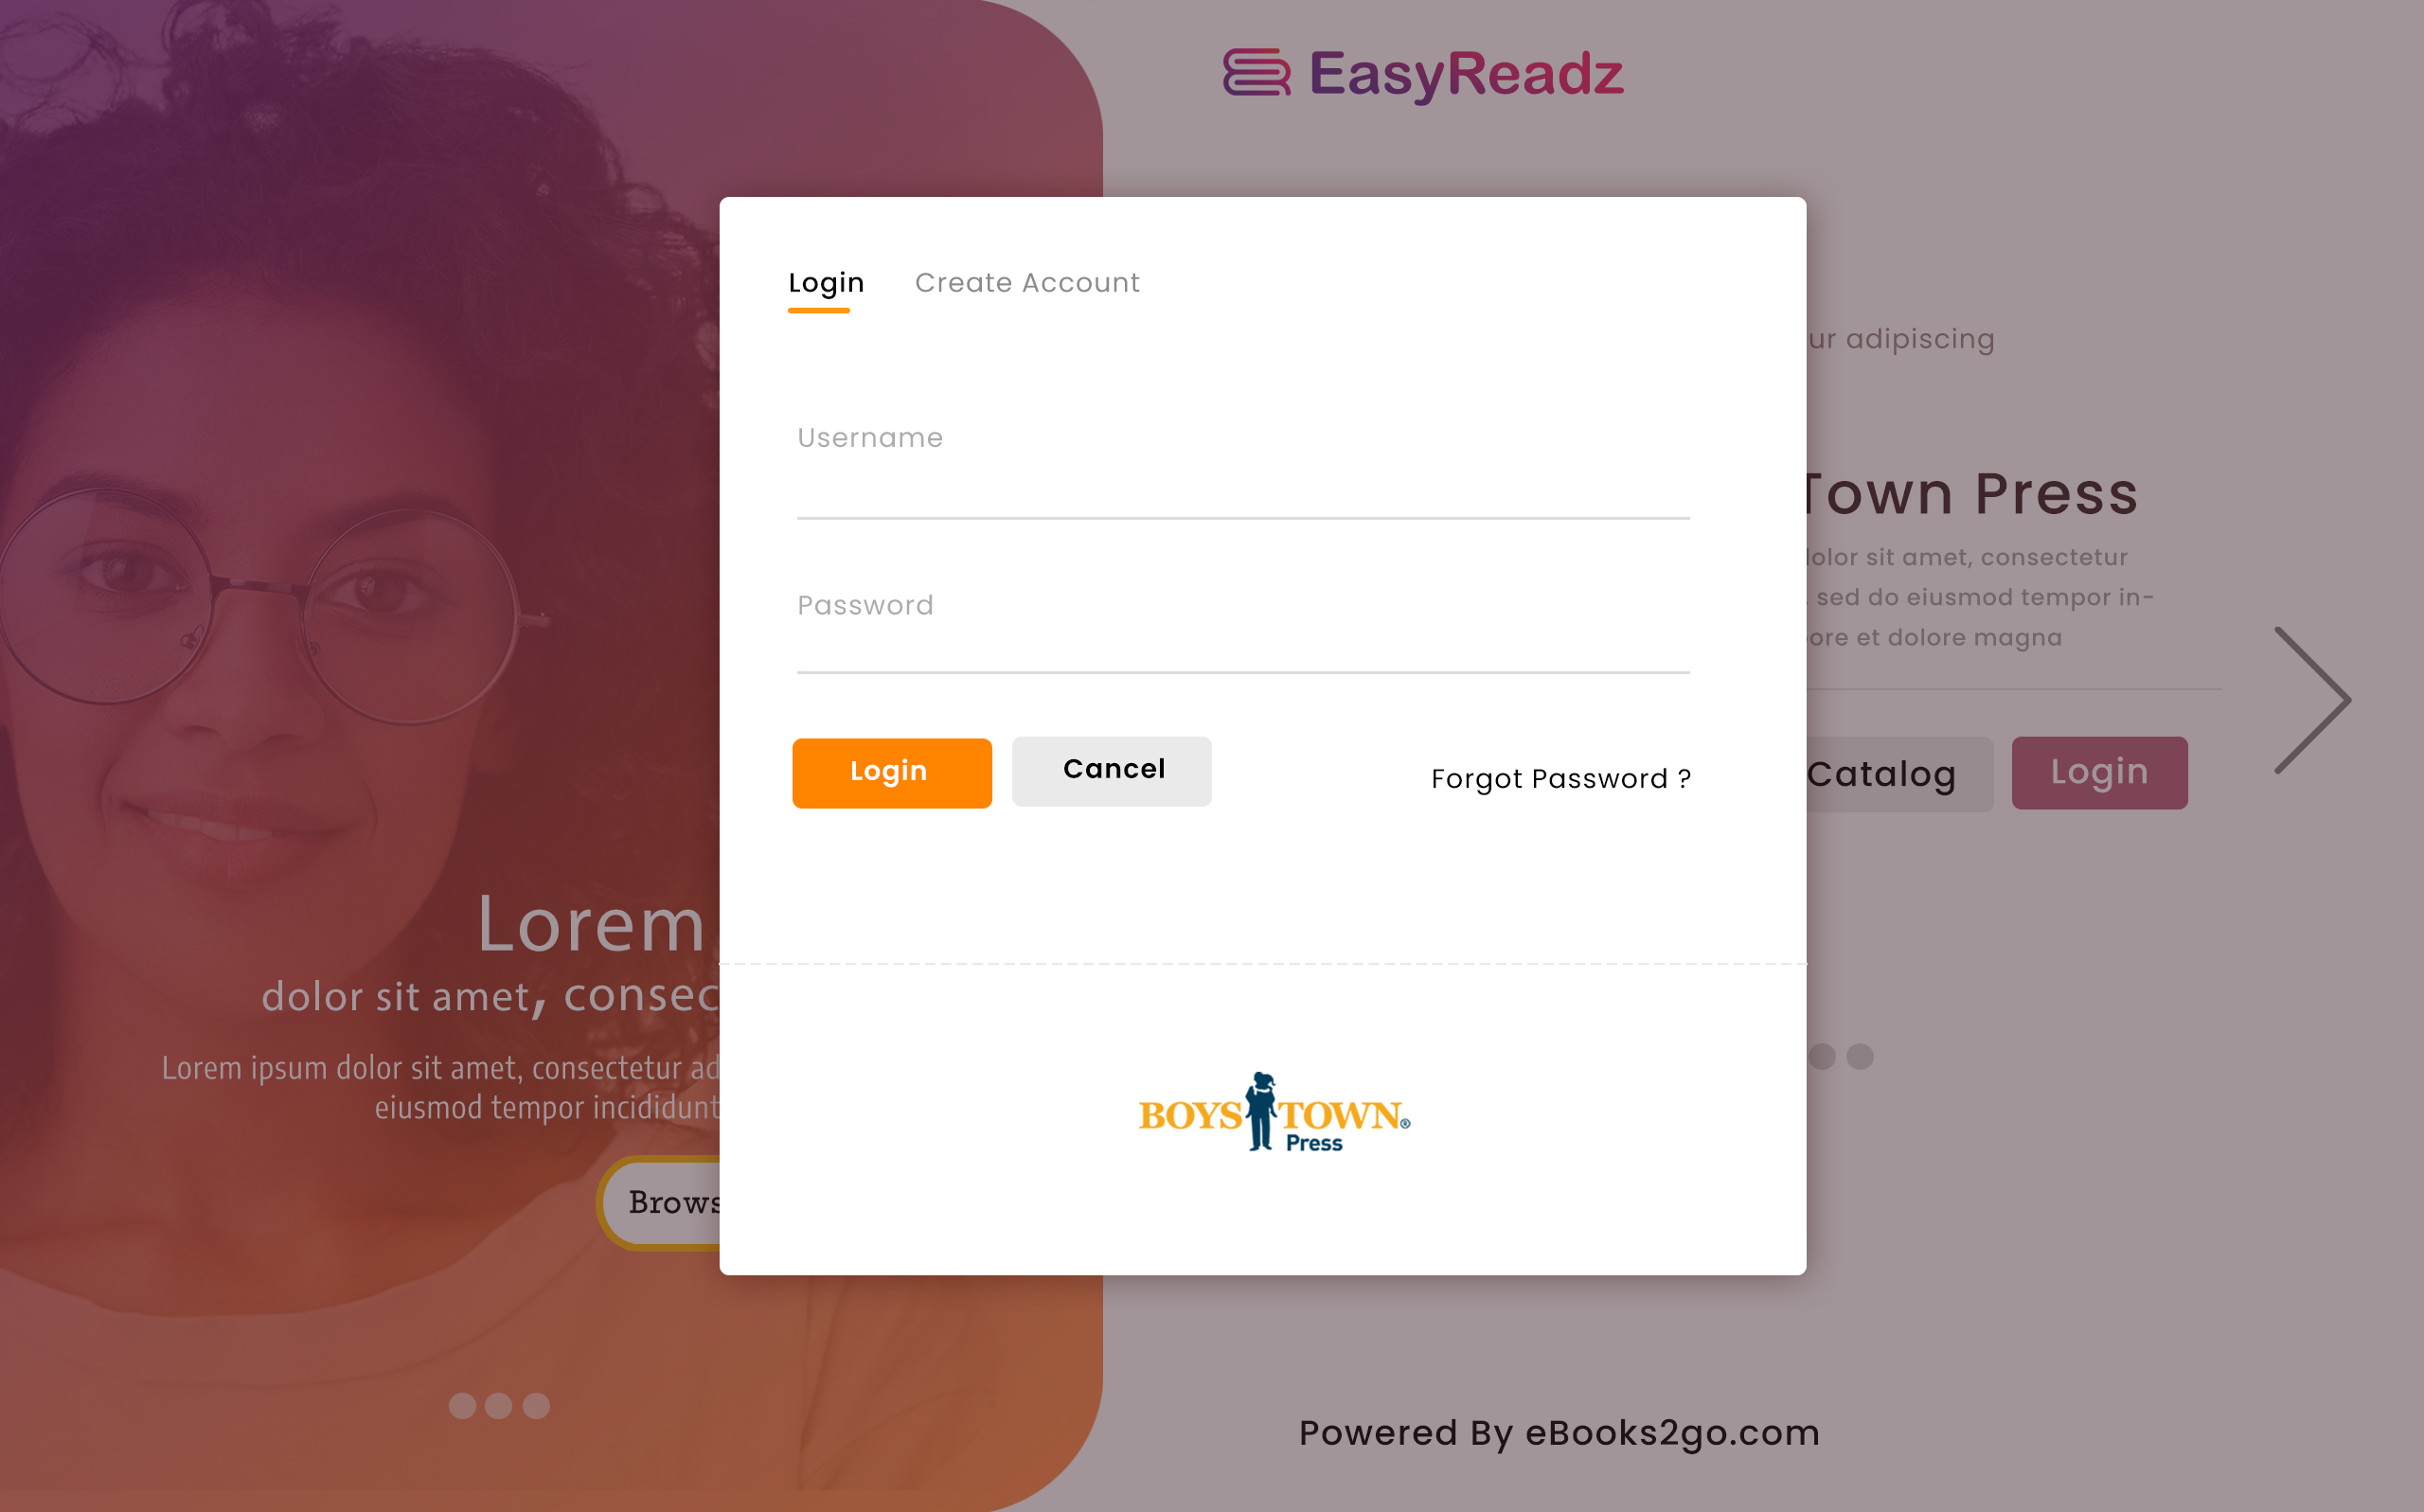 EasyReadz
Login
Create Account
ur adipiscing
Username
Town Press
dolor sit amet, consectetur
sed do eiusmod tempor in-
Password
ore et dolore magna
Login
Cancel
Forgot Password ?
Catalog
Login
Lorem
dolor sit amet, consec
Lorem ipsum dolor sit amet, consectetur ad
eiusmod tempor incididunt
BOYS TOWN®
Press
Brows
Powered By eBooks2go.com